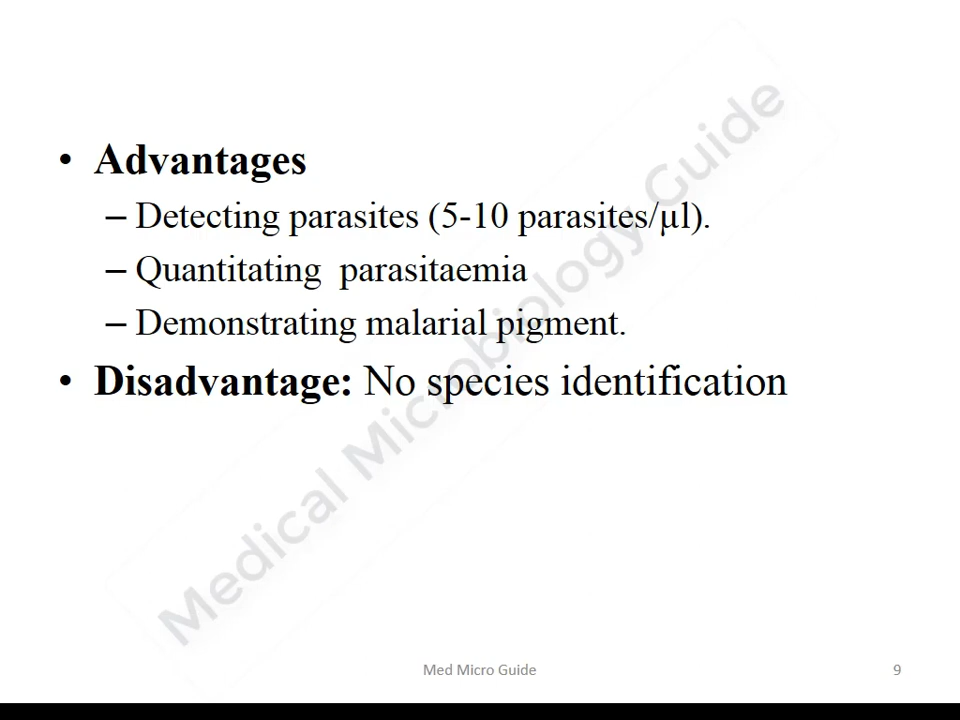 • Advantages
– Detecting parasites (5-10 parasites/µl).
– Quantitating parasitaemia
– Demonstrating malarial pigment.
• Disadvantage: No species identification
Medical Microbiology Guide
Med Micro Guide
9